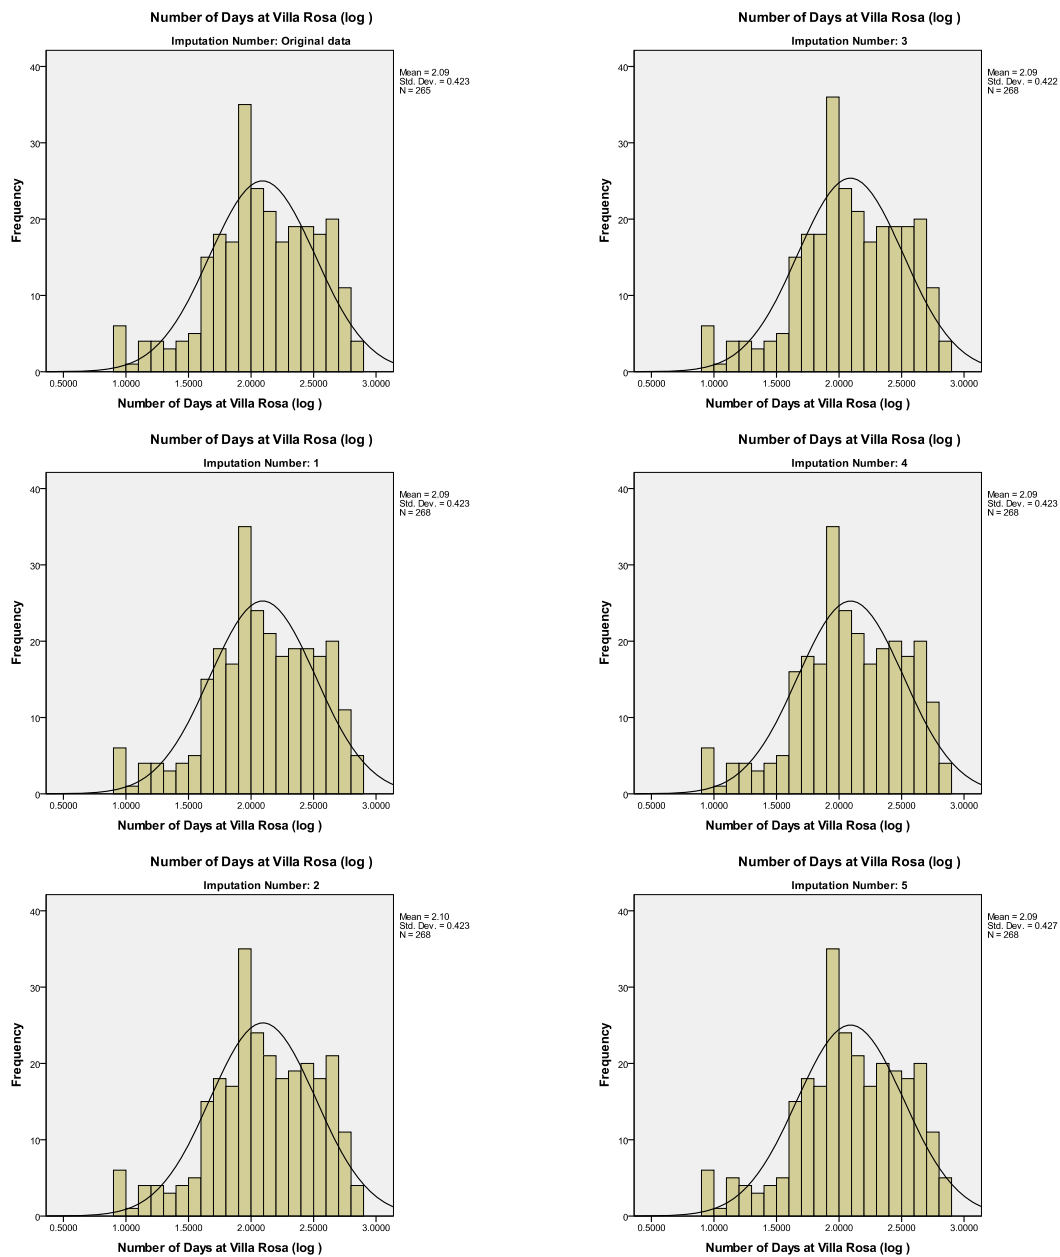 Number of Days at Villa Rosa (log )
Imputation Number: Original data
Mean = 2.09
Std. Dev. = 0.423
N = 265
40
30
20
10
0
Frequency
0.5000 1.0000 1.5000 2.0000 2.5000 3.0000
Number of Days at Villa Rosa (log )
Number of Days at Villa Rosa (log )
Imputation Number: 3
Mean = 2.09
Std. Dev. = 0.422
N = 268
40
30
20
10
0
Frequency
0.5000 1.0000 1.5000 2.0000 2.5000 3.0000
Number of Days at Villa Rosa (log )
Number of Days at Villa Rosa (log )
Imputation Number: 1
Mean = 2.09
Std. Dev. = 0.423
N = 268
40
30
20
10
0
Frequency
0.5000 1.0000 1.5000 2.0000 2.5000 3.0000
Number of Days at Villa Rosa (log )
Number of Days at Villa Rosa (log )
Imputation Number: 4
Mean = 2.09
Std. Dev. = 0.423
N = 268
40
30
20
10
0
Frequency
0.5000 1.0000 1.5000 2.0000 2.5000 3.0000
Number of Days at Villa Rosa (log )
Number of Days at Villa Rosa (log )
Imputation Number: 2
Mean = 2.10
Std. Dev. = 0.423
N = 268
40
30
20
10
0
Frequency
0.5000 1.0000 1.5000 2.0000 2.5000 3.0000
Number of Days at Villa Rosa (log )
Number of Days at Villa Rosa (log )
Imputation Number: 5
Mean = 2.09
Std. Dev. = 0.427
N = 268
40
30
20
10
0
Frequency
0.5000 1.0000 1.5000 2.0000 2.5000 3.0000
Number of Days at Villa Rosa (log )